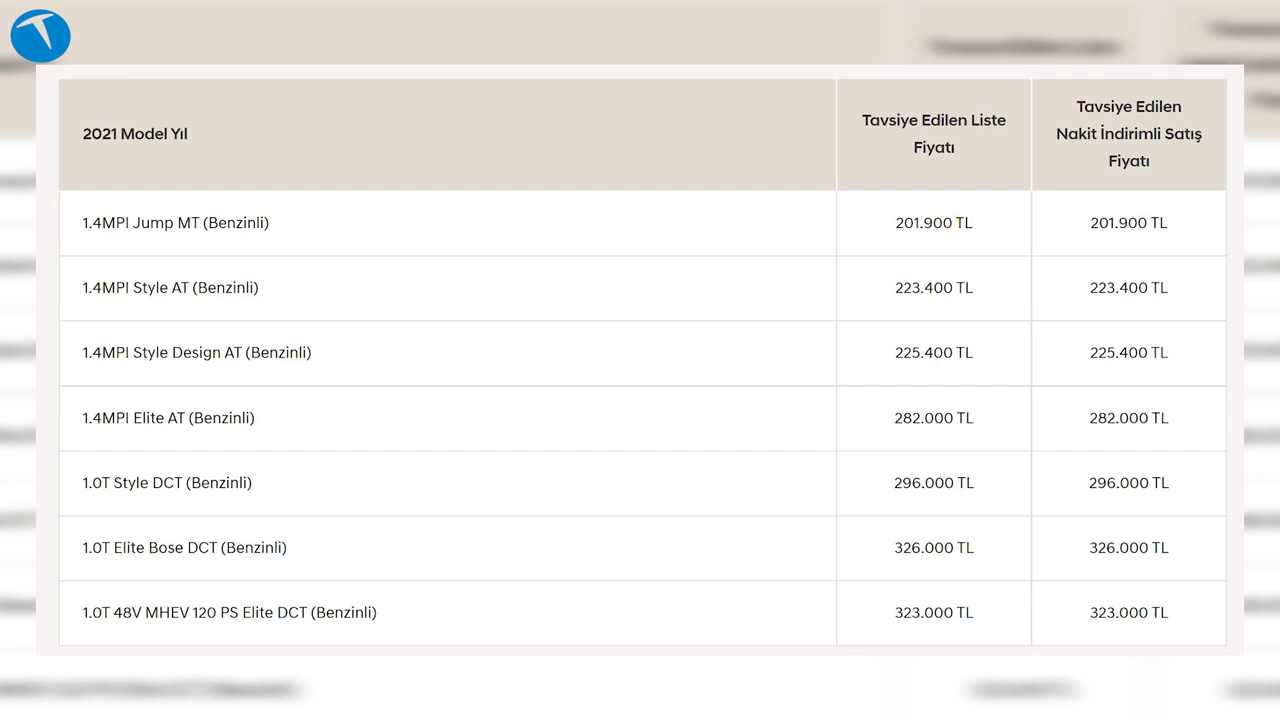 2021 Model Yıl
Tavsiye Edilen Liste
Fiyatı
Tavsiye Edilen
Nakit İndirimli Satış
Fiyatı
1.4MPI Jump MT (Benzinli) 201.900 TL 201.900 TL
1.4MPI Style AT (Benzinli) 223.400 TL 223.400 TL
1.4MPI Style Design AT (Benzinli) 225.400 TL 225.400 TL
1.4MPI Elite AT (Benzinli) 282.000 TL 282.000 TL
1.0T Style DCT (Benzinli) 296.000 TL 296.000 TL
1.0T Elite Bose DCT (Benzinli) 326.000 TL 326.000 TL
1.0T 48V MHEV 120 PS Elite DCT (Benzinli) 323.000 TL 323.000 TL